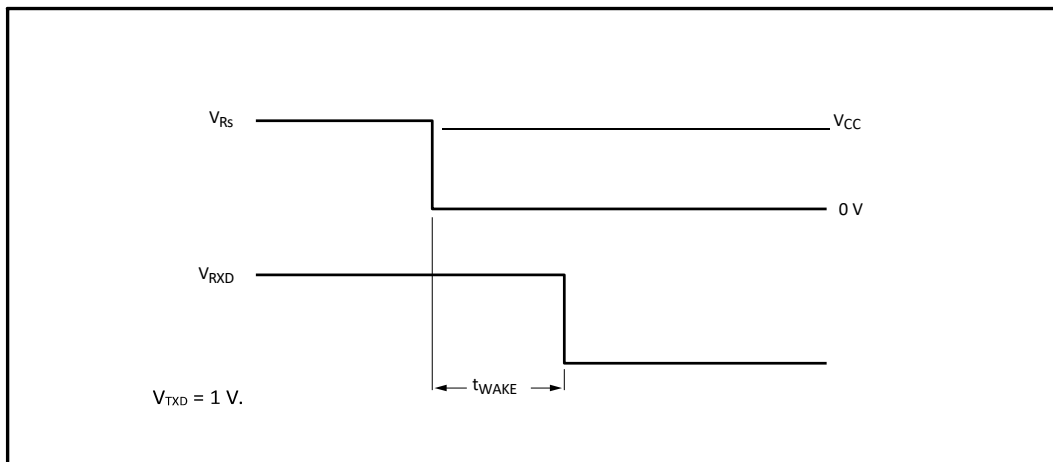 VRs
VCC
0 V
VRXD
tWAKE
VTXD = 1 V.